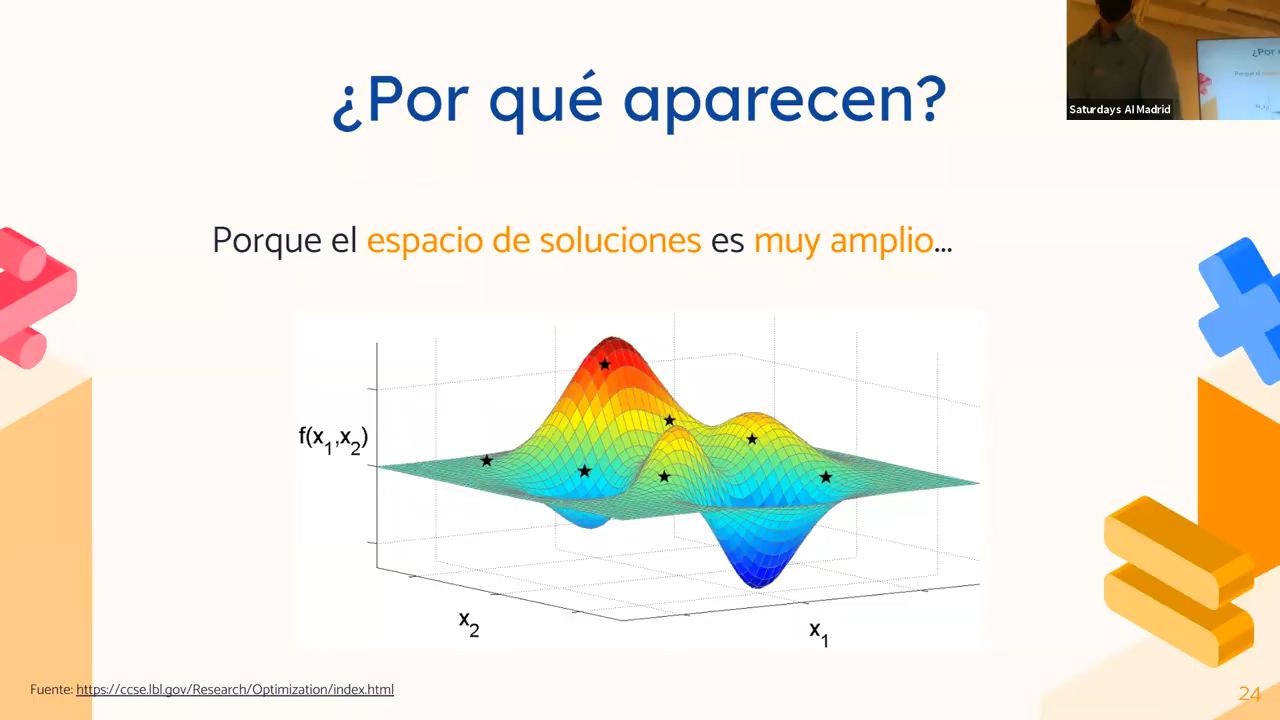 ¿Por qué aparecen?
Saturdays AI Madrid
Porque el espacio de soluciones es muy amplio...
f(x1,x2)
x2
x1
Fuente: https://ccse.lbl.gov/Research/Optimization/index.html
24